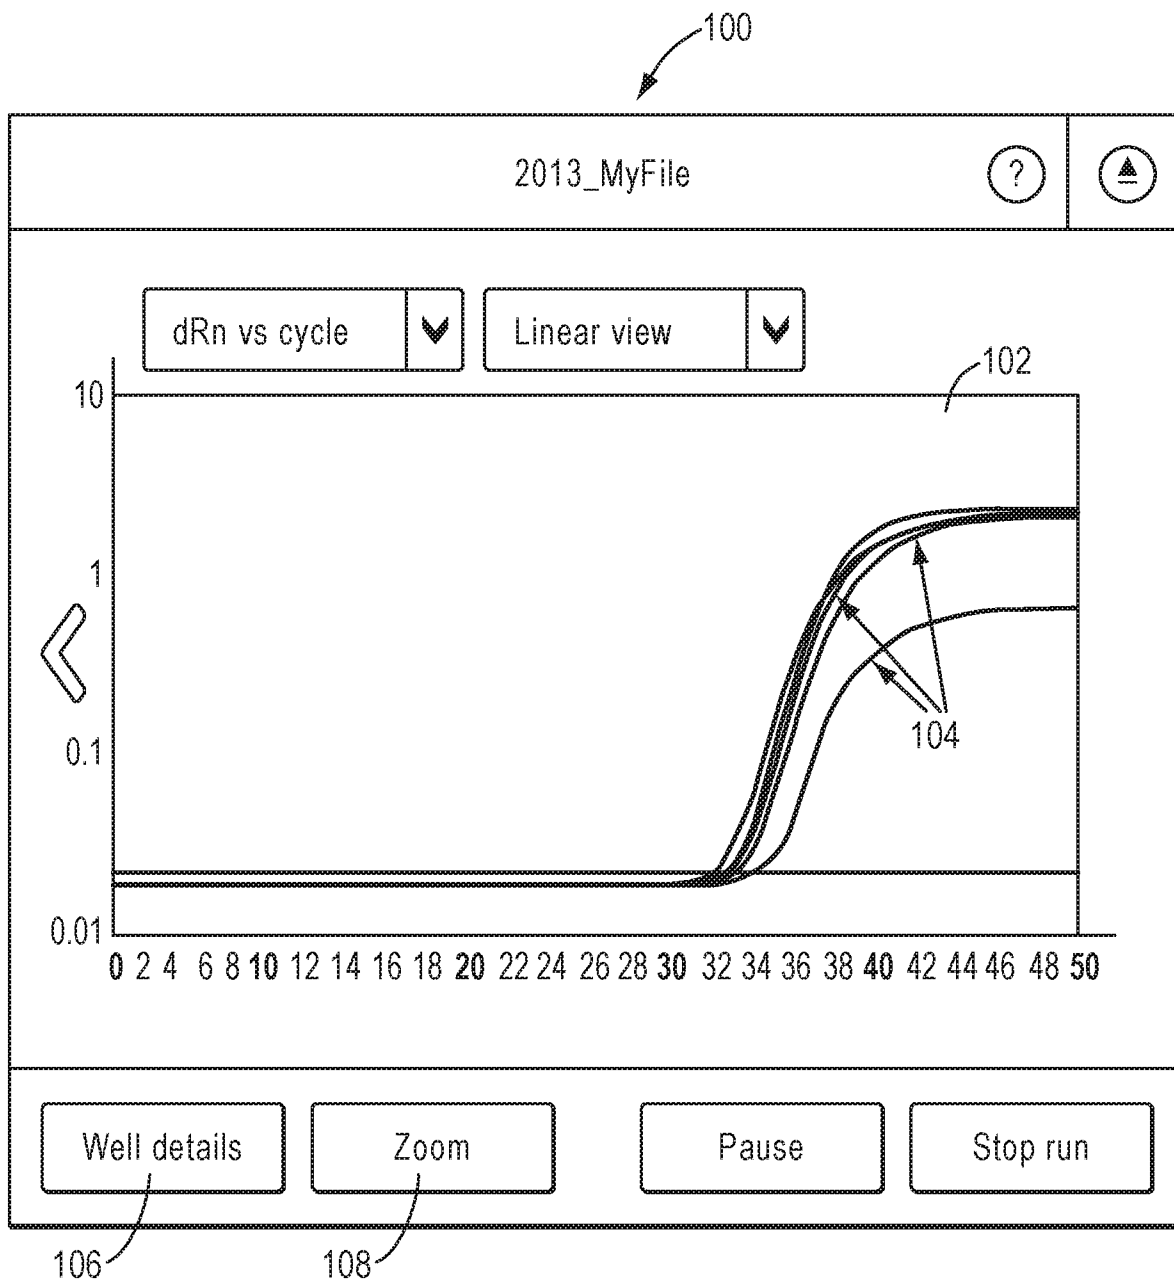 100
2013_MyFile
?
dRn vs cycle
Linear view
102
10
1
0.1
0.01
104
0 2 4 6 8 10 12 14 16 18 20 22 24 26 28 30 32 34 36 38 40 42 44 46 48 50
Well details
Zoom
Pause
Stop run
106
108